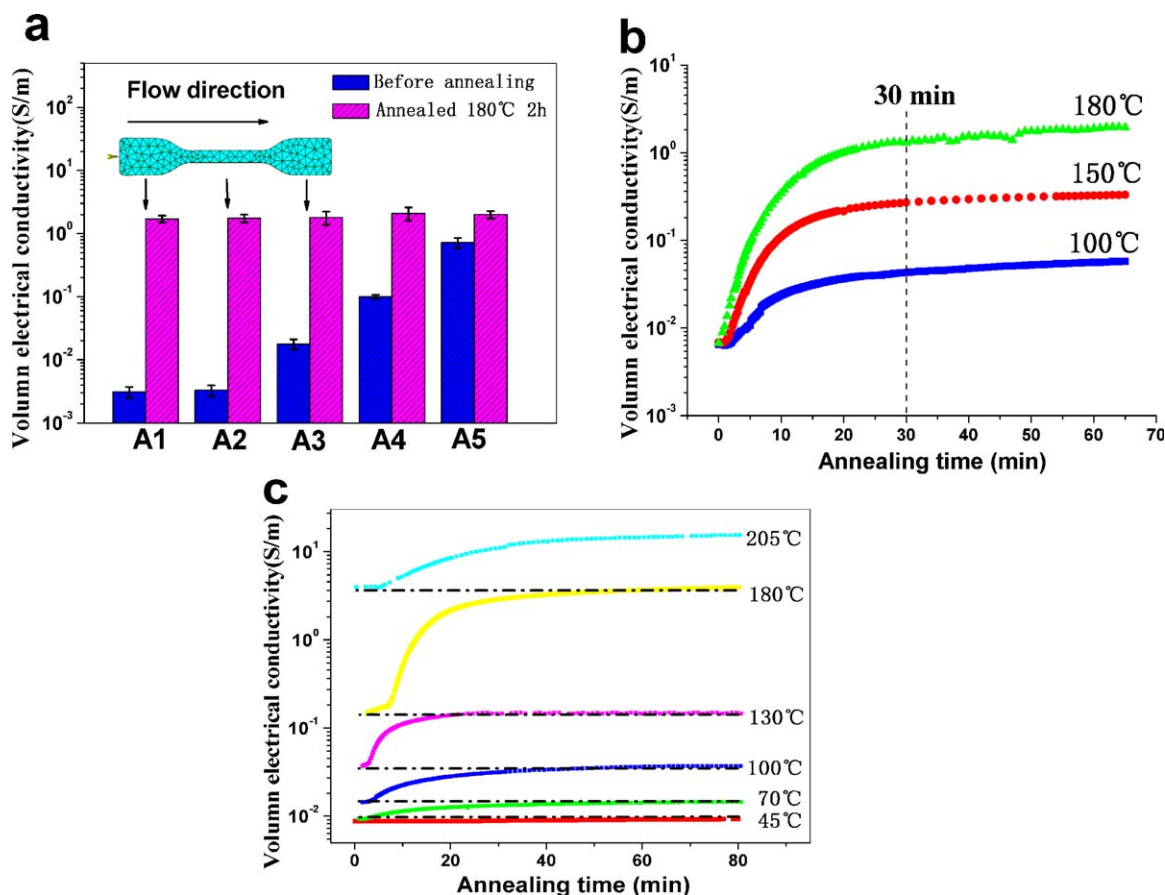 a
Volumn electrical conductivity(S/m)
10²
10¹
10⁰
10⁻¹
10⁻²
10⁻³
Flow direction
Before annealing
Annealed 180℃ 2h
A1 A2 A3 A4 A5
b
Volumn electrical conductivity(S/m)
10¹
10⁰
10⁻¹
10⁻²
10⁻³
30 min
180℃
150℃
100℃
0 10 20 30 40 50 60 70
Annealing time (min)
c
Volumn electrical conductivity(S/m)
10¹
10⁰
10⁻¹
10⁻²
205℃
180℃
130℃
100℃
70℃
45℃
0 20 40 60 80
Annealing time (min)